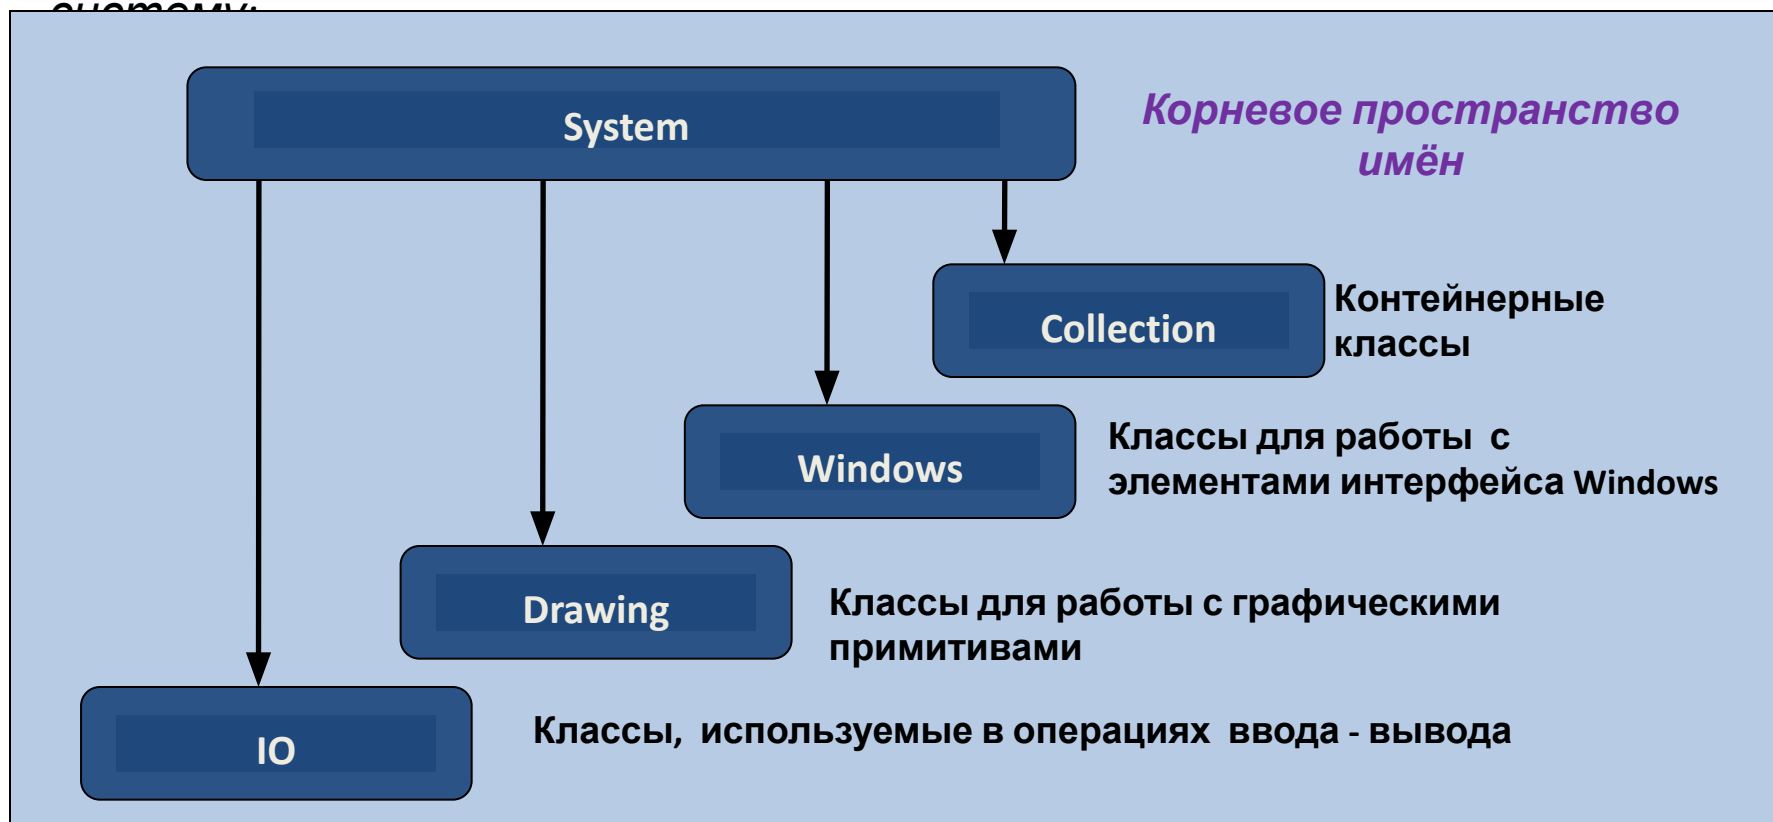 систему:
System
Корневое пространство
имён
Collection
Контейнерные
классы
Windows
Классы для работы с
элементами интерфейса Windows
Drawing
Классы для работы с графическими
примитивами
IO
Классы, используемые в операциях ввода - вывода